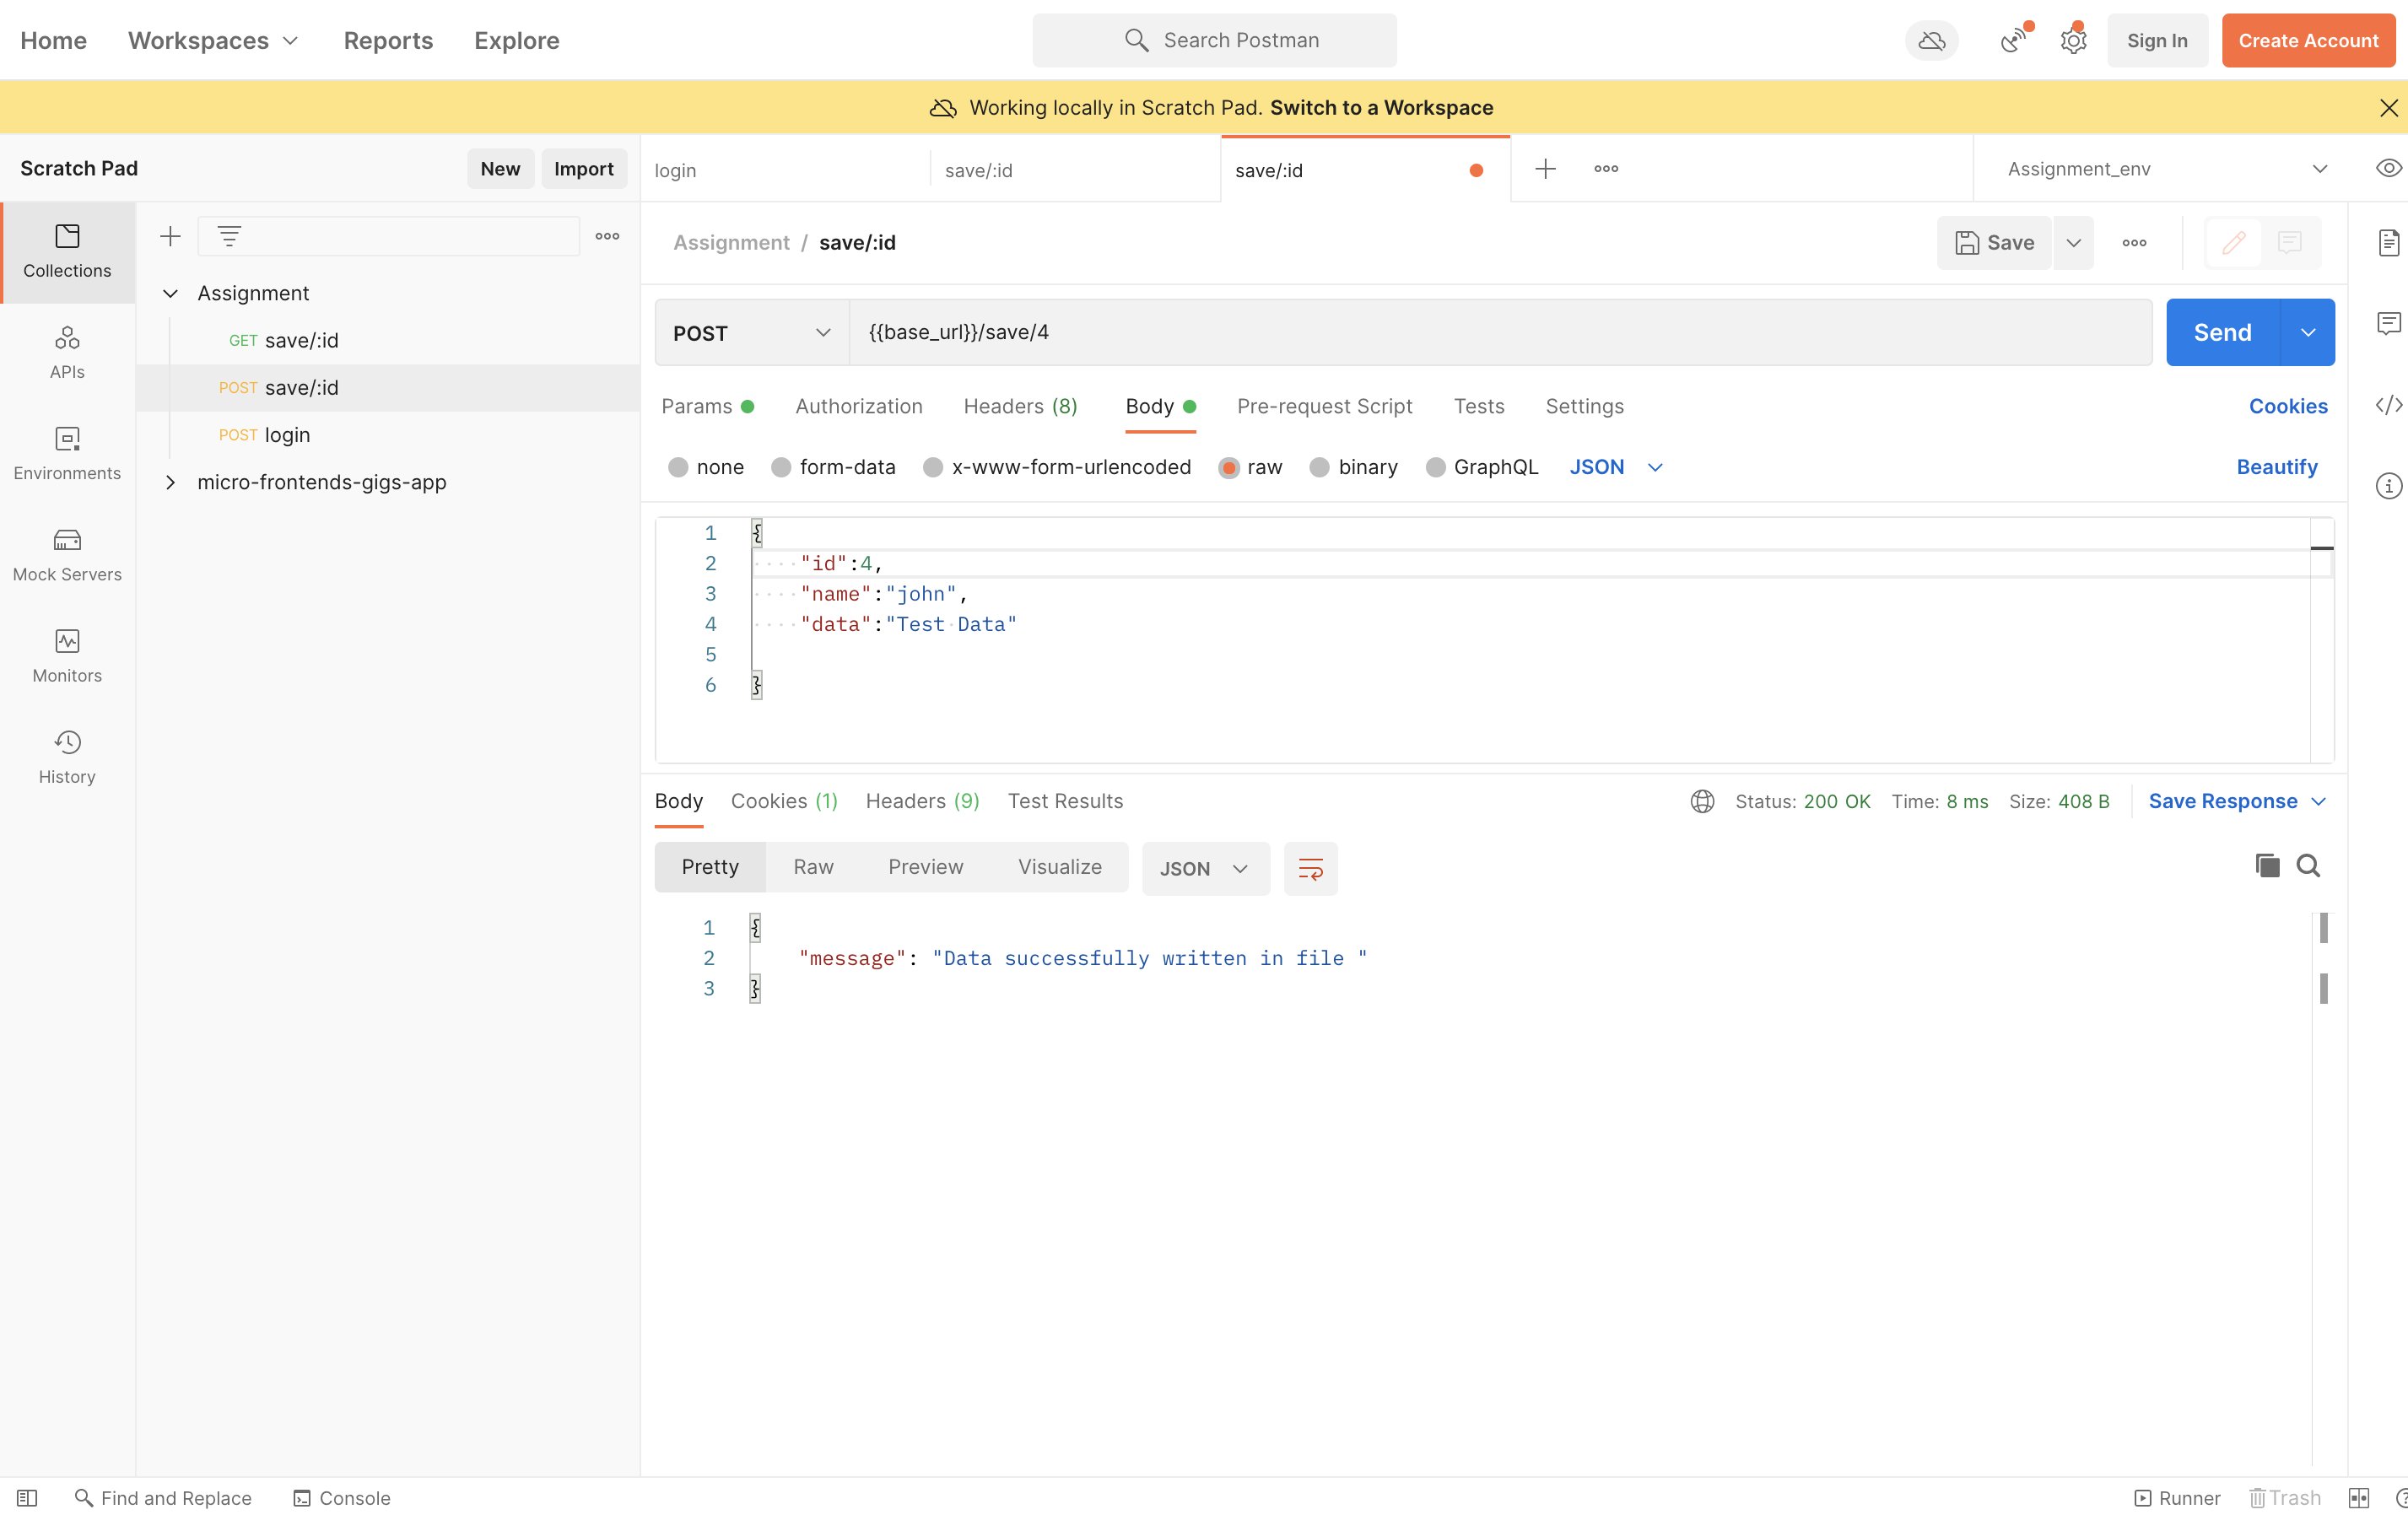 Home Workspaces Reports Explore Search Postman Sign In Create Account
Working locally in Scratch Pad. Switch to a Workspace
Scratch Pad New Import login save/:id save/:id Assignment_env
Collections
APIs
Environments
Mock Servers
Monitors
History
Assignment
GET save/:id
POST save/:id
POST login
micro-frontends-gigs-app
Assignment / save/:id Save
POST {{base_url}}/save/4 Send
Params Authorization Headers (8) Body Pre-request Script Tests Settings Cookies
none form-data x-www-form-urlencoded raw binary GraphQL JSON Beautify
1 {
2 "id":4,
3 "name":"john",
4 "data":"Test Data"
5
6 }
Body Cookies (1) Headers (9) Test Results Status: 200 OK Time: 8 ms Size: 408 B Save Response
Pretty Raw Preview Visualize JSON
1 {
2 "message": "Data successfully written in file "
3 }
Find and Replace Console Runner Trash